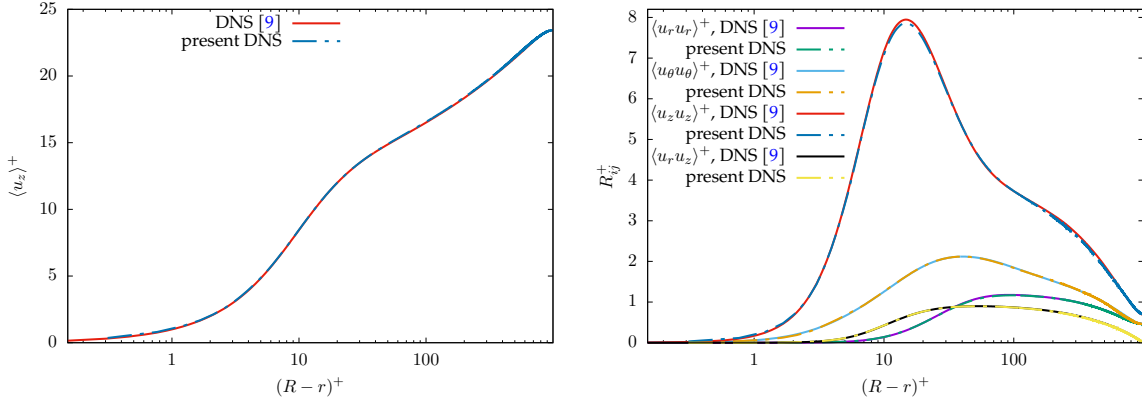 25
20
15
10
5
0
⟨u_z⟩⁺
DNS [9]
present DNS
1
10
100
(R − r)⁺
8
7
6
5
4
3
2
1
0
R⁺_ij
⟨u_r u_r⟩⁺, DNS [9]
present DNS
⟨u_θ u_θ⟩⁺, DNS [9]
present DNS
⟨u_z u_z⟩⁺, DNS [9]
present DNS
⟨u_r u_z⟩⁺, DNS [9]
present DNS
1
10
100
(R − r)⁺